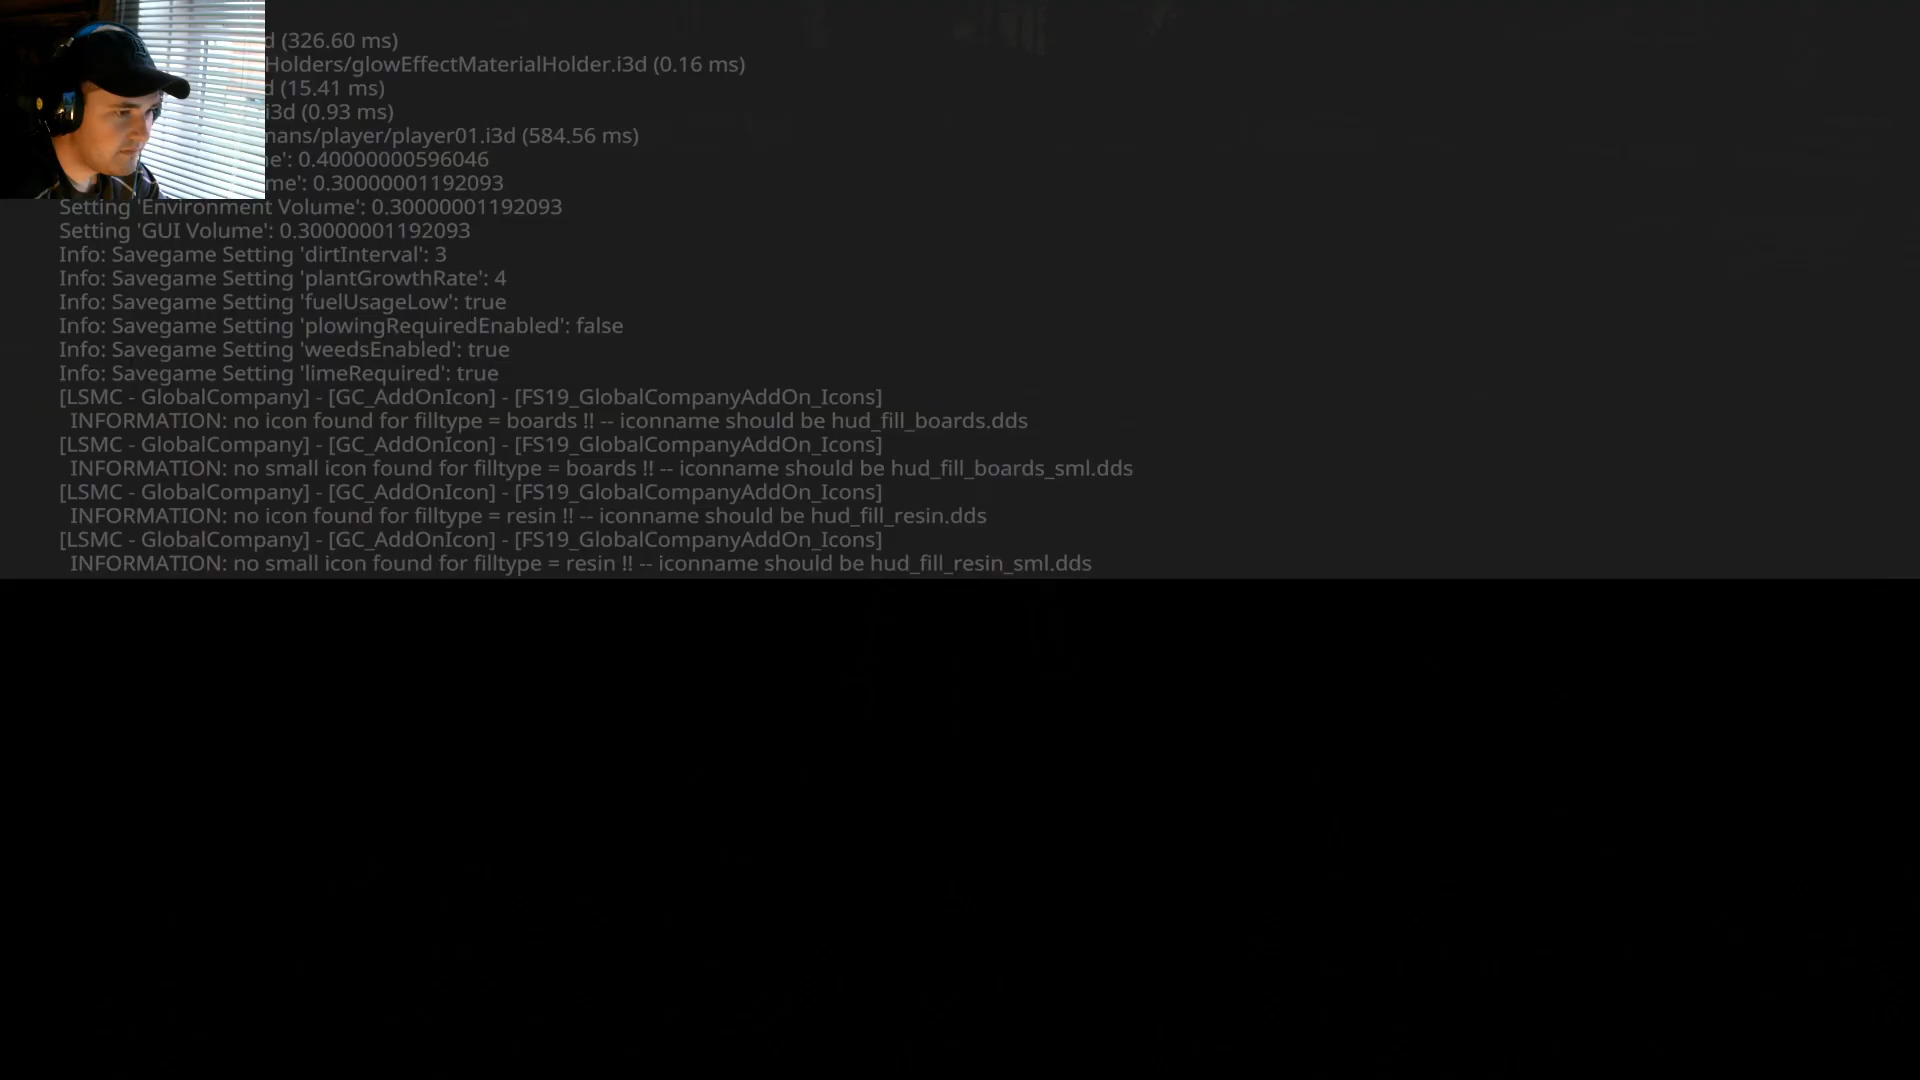 d (326.60 ms)
Holders/glowEffectMaterialHolder.i3d (0.16 ms)
d (15.41 ms)
i3d (0.93 ms)
mans/player/player01.i3d (584.56 ms)
ne': 0.40000000596046
me': 0.30000001192093
Setting 'Environment Volume': 0.30000001192093
Setting 'GUI Volume': 0.30000001192093
Info: Savegame Setting 'dirtInterval': 3
Info: Savegame Setting 'plantGrowthRate': 4
Info: Savegame Setting 'fuelUsageLow': true
Info: Savegame Setting 'plowingRequiredEnabled': false
Info: Savegame Setting 'weedsEnabled': true
Info: Savegame Setting 'limeRequired': true
[LSMC - GlobalCompany] - [GC_AddOnIcon] - [FS19_GlobalCompanyAddOn_Icons]
INFORMATION: no icon found for filltype = boards !! -- iconname should be hud_fill_boards.dds
[LSMC - GlobalCompany] - [GC_AddOnIcon] - [FS19_GlobalCompanyAddOn_Icons]
INFORMATION: no small icon found for filltype = boards !! -- iconname should be hud_fill_boards_sml.dds
[LSMC - GlobalCompany] - [GC_AddOnIcon] - [FS19_GlobalCompanyAddOn_Icons]
INFORMATION: no icon found for filltype = resin !! -- iconname should be hud_fill_resin.dds
[LSMC - GlobalCompany] - [GC_AddOnIcon] - [FS19_GlobalCompanyAddOn_Icons]
INFORMATION: no small icon found for filltype = resin !! -- iconname should be hud_fill_resin_sml.dds